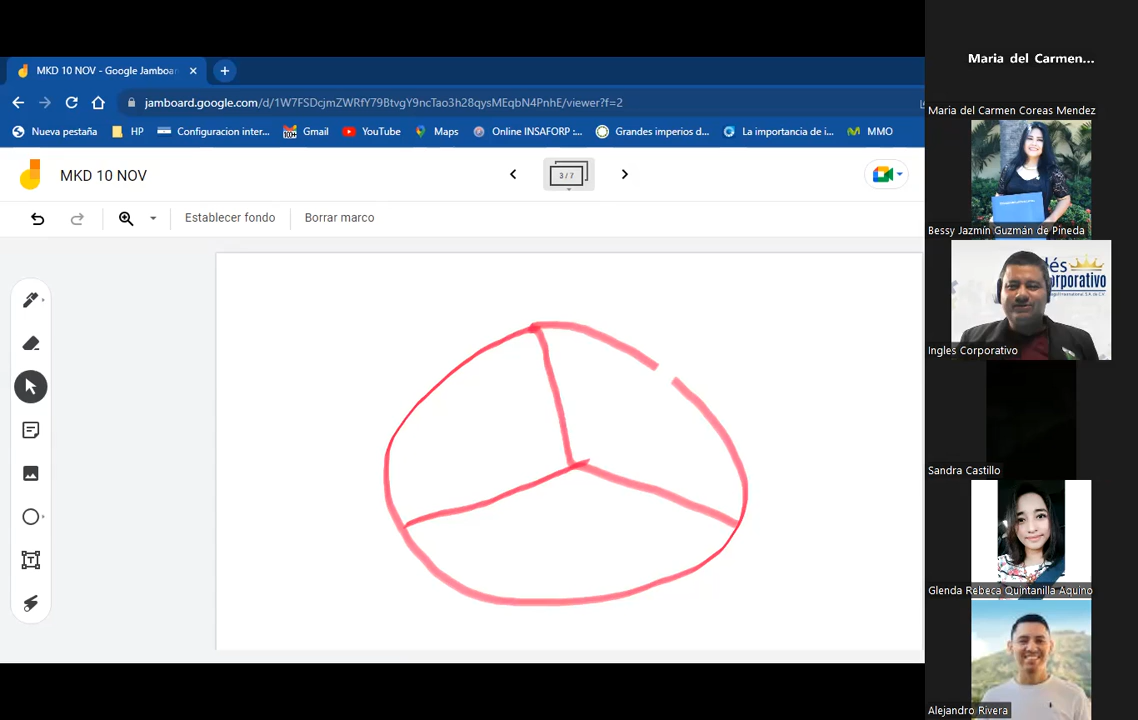 MKD 10 NOV - Google Jamboa
jamboard.google.com/d/1W7FSDcjmZWRfY79BtvgY9ncTao3h28qysMEqbN4PnhE/viewer?f=2
Nueva pestaña HP Configuracion inter... 100+ Gmail YouTube Maps Online INSAFORP :... Grandes imperios d... La importancia de i... MMO
MKD 10 NOV
3 / 7
Establecer fondo Borrar marco
Maria del Carmen...
Maria del Carmen Coreas Mendez
Bessy Jazmín Guzmán de Pineda
Ingles Corporativo
Sandra Castillo
Glenda Rebeca Quintanilla Aquino
Alejandro Rivera